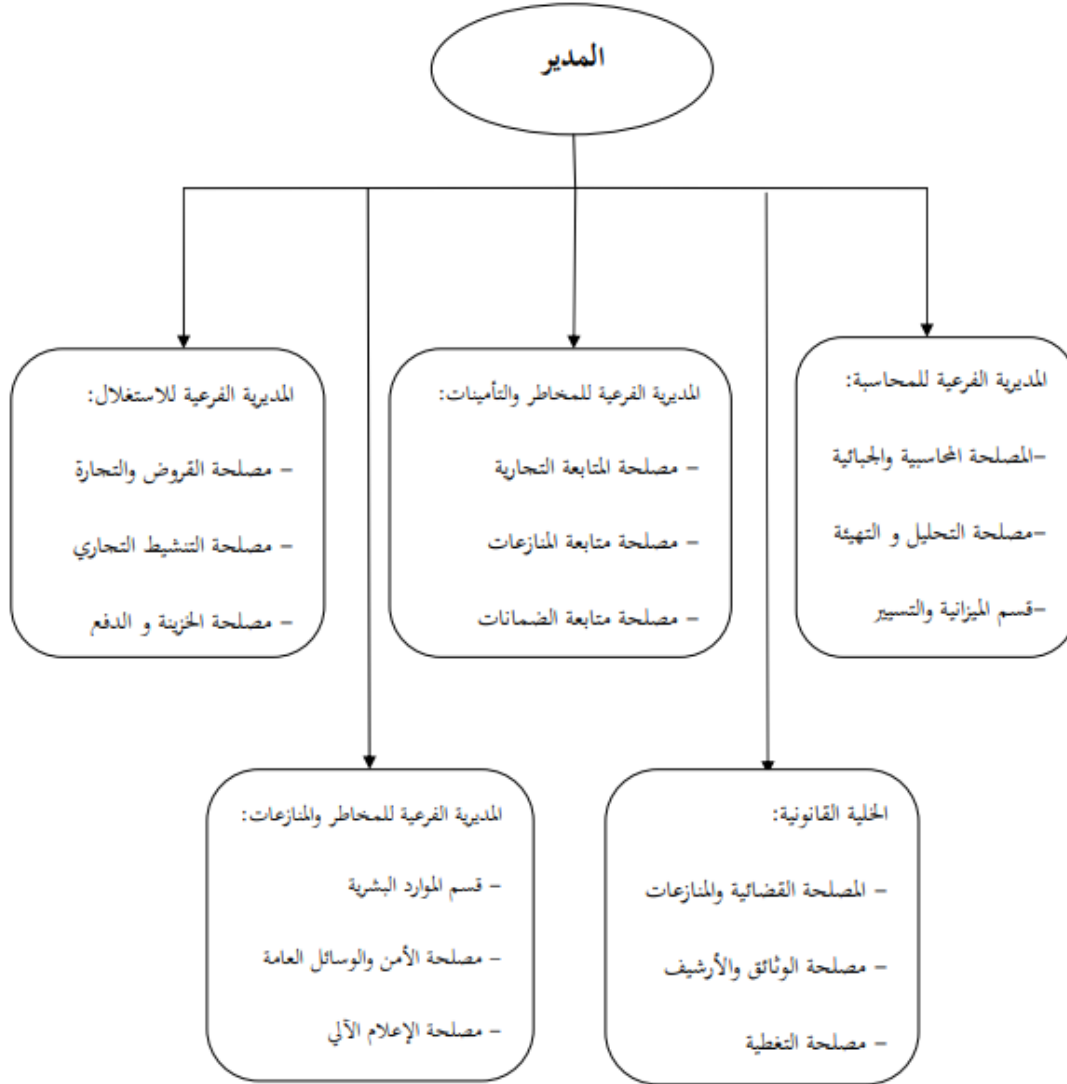 المدير
المديرية الفرعية للمحاسبة:
-المصلحة المحاسبية والجبائية
-مصلحة التحليل و التهيئة
-قسم الميزانية والتسيير
المديرية الفرعية للمخاطر والتأمينات:
- مصلحة المتابعة التجارية
- مصلحة متابعة المنازعات
- مصلحة متابعة الضمانات
المديرية الفرعية للاستغلال:
- مصلحة القروض والتجارة
- مصلحة التنشيط التجاري
- مصلحة الخزينة و الدفع
الخلية القانونية:
- المصلحة القضائية والمنازعات
- مصلحة الوثائق والأرشيف
- مصلحة التغطية
المديرية الفرعية للمخاطر والمنازعات:
- قسم الموارد البشرية
- مصلحة الأمن والوسائل العامة
- مصلحة الإعلام الآلي